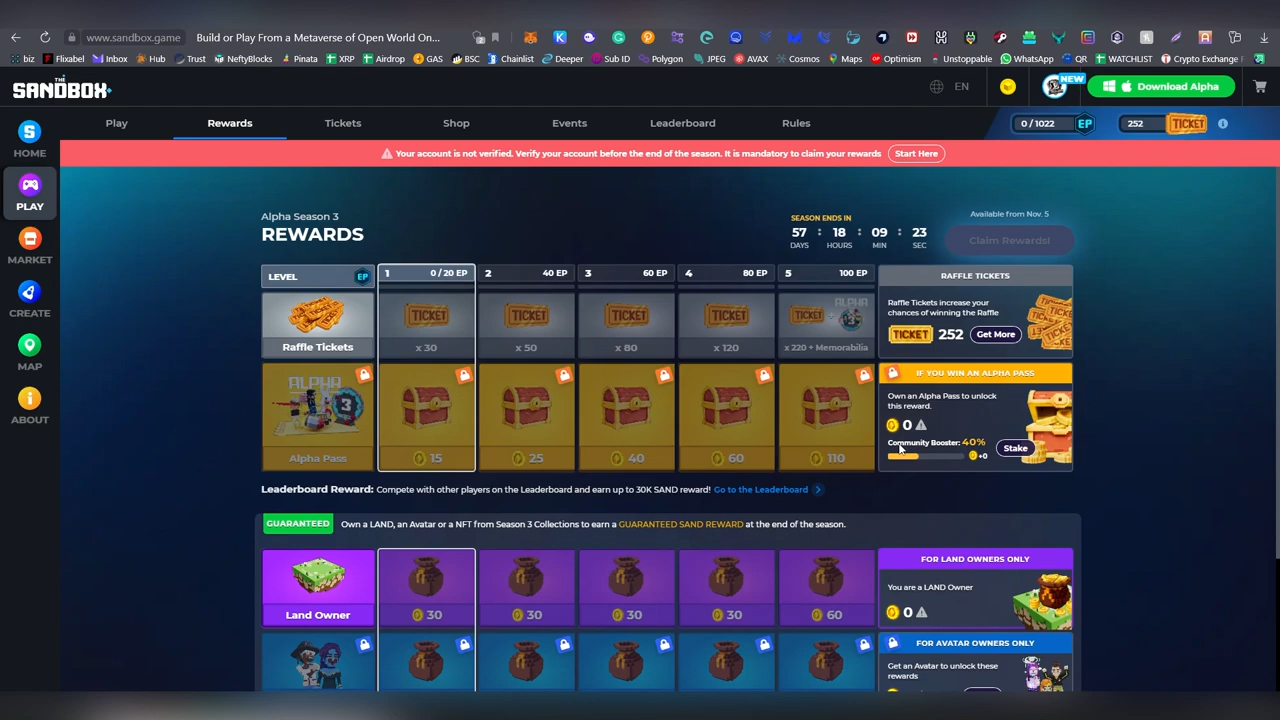 www.sandbox.game
Build or Play From a Metaverse of Open World On...
biz
Flixabel
Inbox
Hub
Trust
NeftyBlocks
Pinata
XRP
Airdrop
GAS
BSC
Chainlist
Deeper
Sub ID
Polygon
JPEG
AVAX
Cosmos
Maps
Optimism
Unstoppable
WhatsApp
QR
WATCHLIST
Crypto Exchange
THE
SANDBOX
EN
NEW
Download Alpha
HOME
PLAY
MARKET
CREATE
MAP
ABOUT
Play
Rewards
Tickets
Shop
Events
Leaderboard
Rules
0 / 1022 EP
252 TICKET
Your account is not verified. Verify your account before the end of the season. It is mandatory to claim your rewards
Start Here
Alpha Season 3
REWARDS
SEASON ENDS IN
57 : 18 : 09 : 23
DAYS HOURS MIN SEC
Available from Nov. 5
Claim Rewards!
LEVEL EP
1 0 / 20 EP
2 40 EP
3 60 EP
4 80 EP
5 100 EP
Raffle Tickets
TICKET
x 30
TICKET
x 50
TICKET
x 80
TICKET
x 120
TICKET
ALPHA
x 220 + Memorabilia
RAFFLE TICKETS
Raffle Tickets increase your
chances of winning the Raffle
TICKET 252
Get More
ALPHA
3
Alpha Pass
15
25
40
60
110
IF YOU WIN AN ALPHA PASS
Own an Alpha Pass to unlock
this reward.
0
Community Booster: 40%
+0
Stake
Leaderboard Reward: Compete with other players on the Leaderboard and earn up to 30K SAND reward! Go to the Leaderboard
GUARANTEED
Own a LAND, an Avatar or a NFT from Season 3 Collections to earn a GUARANTEED SAND REWARD at the end of the season.
Land Owner
30
30
30
30
60
FOR LAND OWNERS ONLY
You are a LAND Owner
0
FOR AVATAR OWNERS ONLY
Get an Avatar to unlock these
rewards